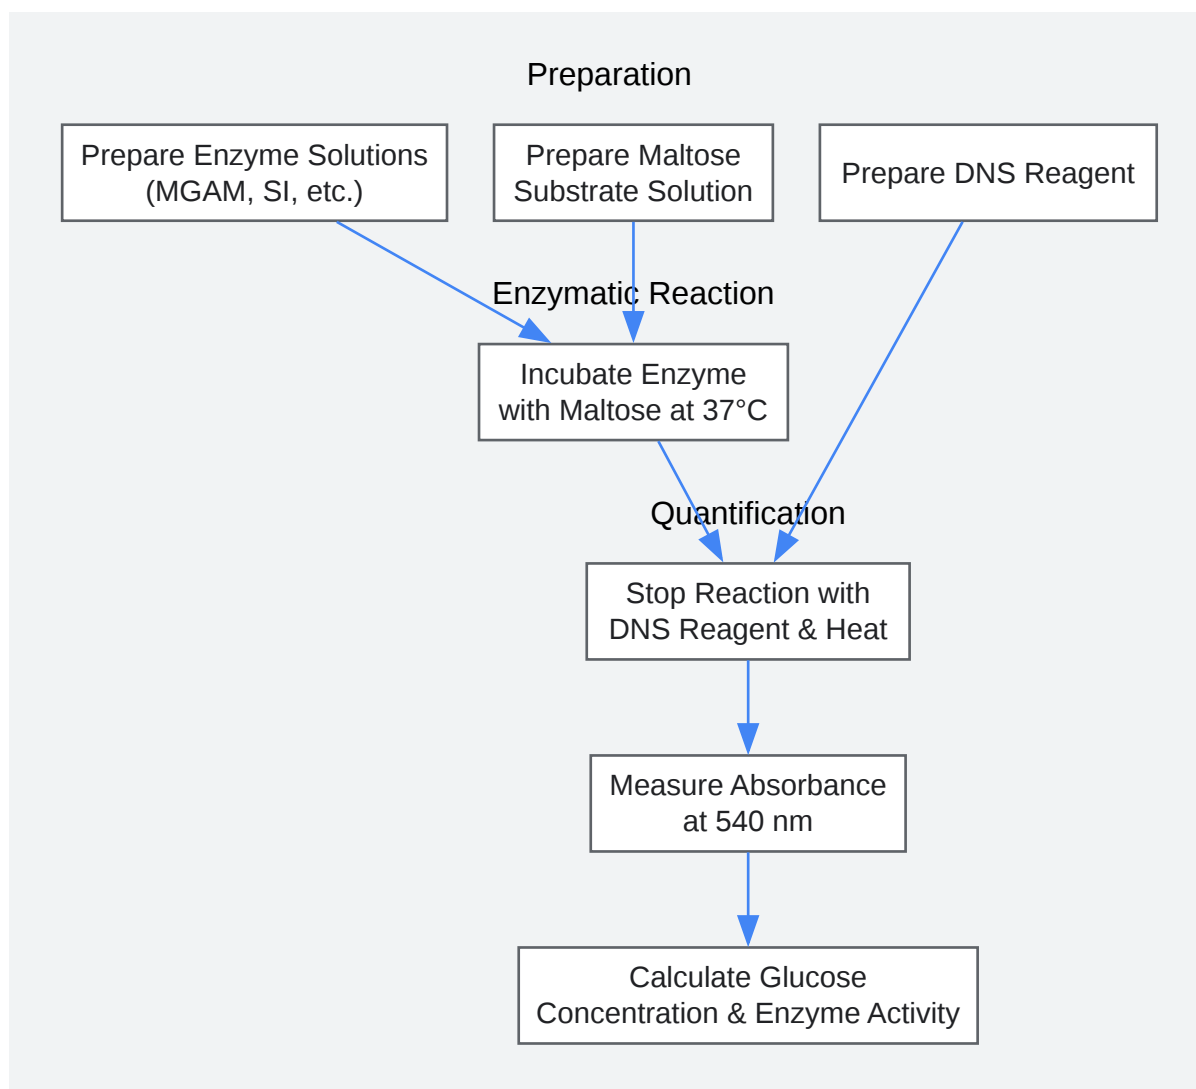 Preparation
Prepare Enzyme Solutions
(MGAM, SI, etc.)
Prepare Maltose
Substrate Solution
Prepare DNS Reagent
Enzymatic Reaction
Incubate Enzyme
with Maltose at 37°C
Quantification
Stop Reaction with
DNS Reagent & Heat
Measure Absorbance
at 540 nm
Calculate Glucose
Concentration & Enzyme Activity